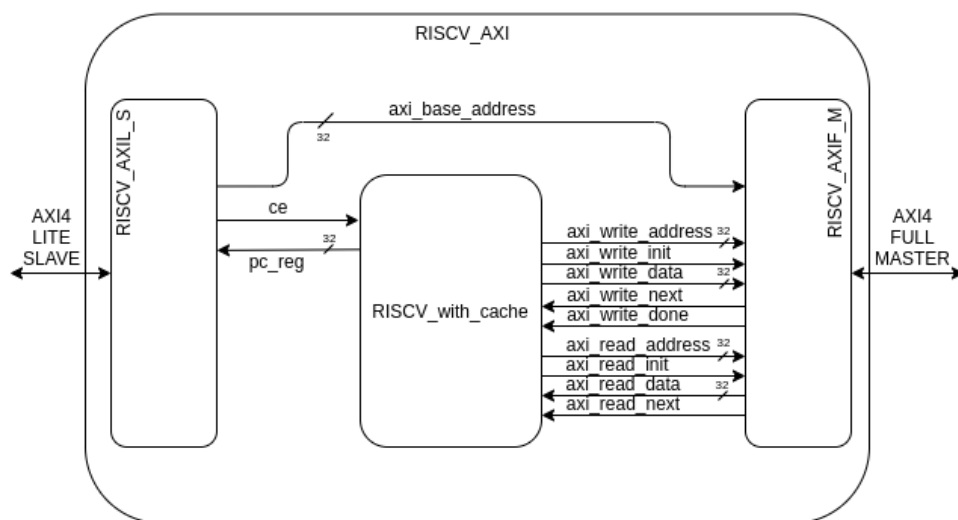 RISCV_AXI
RISCV_AXIL_S
axi_base_address
32
RISCV_AXIF_M
AXI4
LITE
SLAVE
ce
32
pc_reg
RISCV_with_cache
axi_write_address 32
axi_write_init
axi_write_data 32
axi_write_next
axi_write_done
axi_read_address 32
axi_read_init
axi_read_data 32
axi_read_next
AXI4
FULL
MASTER